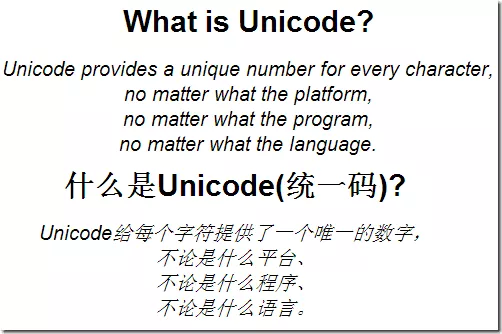 What is Unicode?
Unicode provides a unique number for every character,
no matter what the platform,
no matter what the program,
no matter what the language.
什么是Unicode(统一码)?
Unicode给每个字符提供了一个唯一的数字，
不论是什么平台、
不论是什么程序、
不论是什么语言。